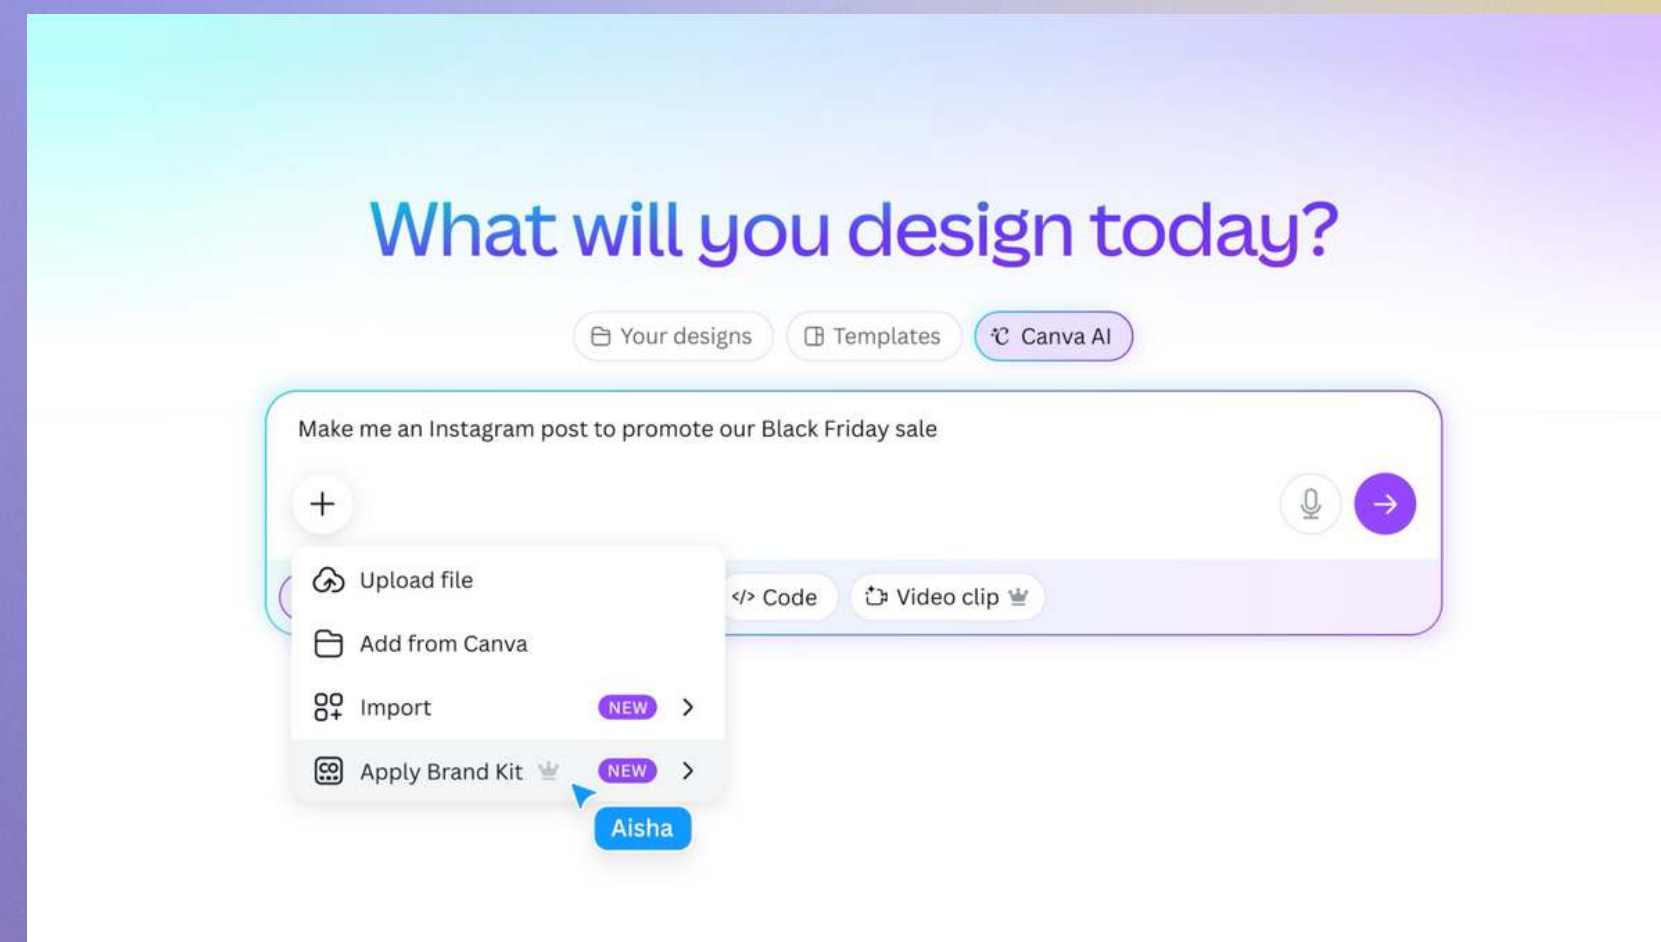 What will you design today?
Your designs
Templates
Canva AI
Make me an Instagram post to promote our Black Friday sale
Upload file
</> Code
Video clip
Add from Canva
Import NEW
Apply Brand Kit NEW
Aisha